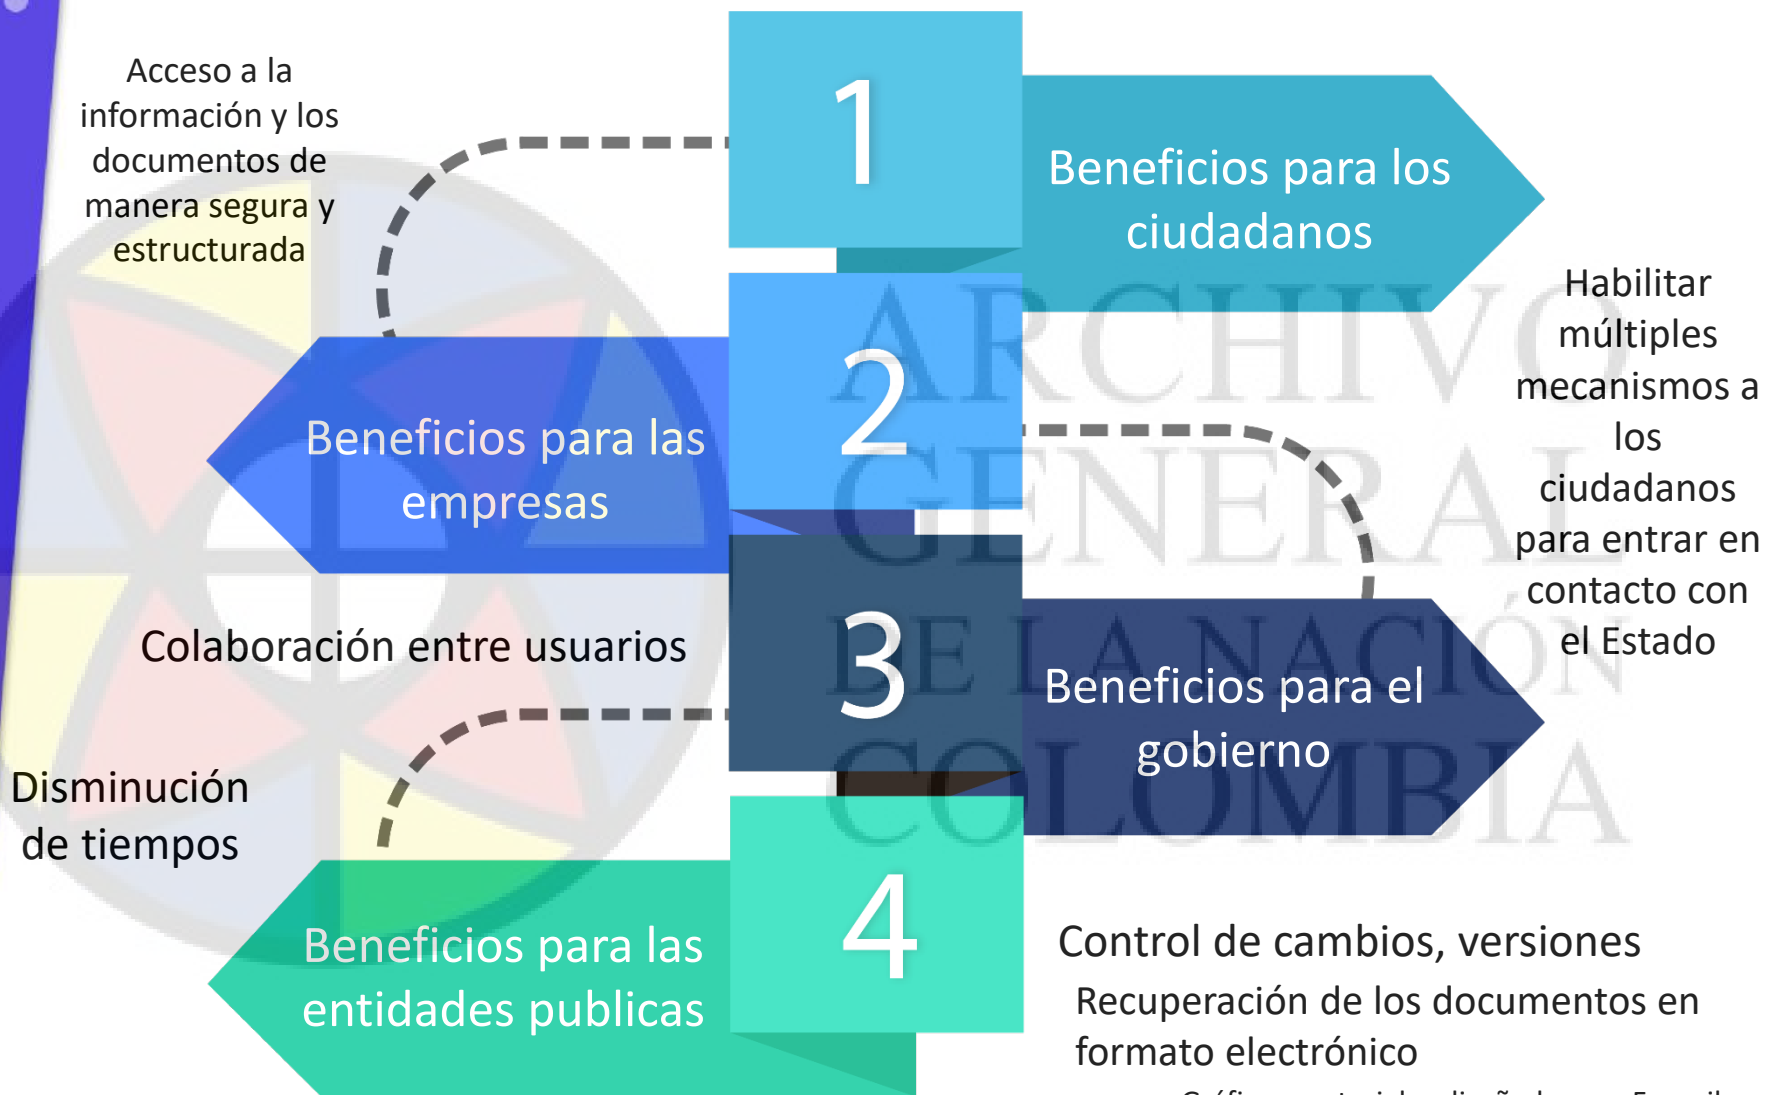 Acceso a la
información y los
documentos de
manera segura y
estructurada
1
Beneficios para los
ciudadanos
Habilitar
múltiples
mecanismos a
los
ciudadanos
para entrar en
contacto con
el Estado
2
Beneficios para las
empresas
ARCHIVO
GENERAL
DE LA NACIÓN
COLOMBIA
Colaboración entre usuarios
3
Beneficios para el
gobierno
Disminución
de tiempos
4
Beneficios para las
entidades publicas
Control de cambios, versiones
Recuperación de los documentos en
formato electrónico